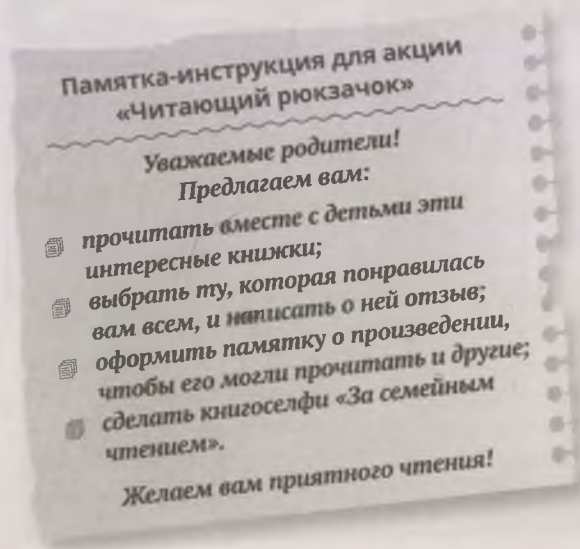 Памятка-инструкция для акции
«Читающий рюкзачок»
Уважаемые родители!
Предлагаем вам:
прочитать вместе с детьми эти
интересные книжки;
выбрать ту, которая понравилась
вам всем, и написать о ней отзыв;
оформить памятку о произведении,
чтобы его могли прочитать и другие;
сделать книгоселфи «За семейным
чтением».
Желаем вам приятного чтения!